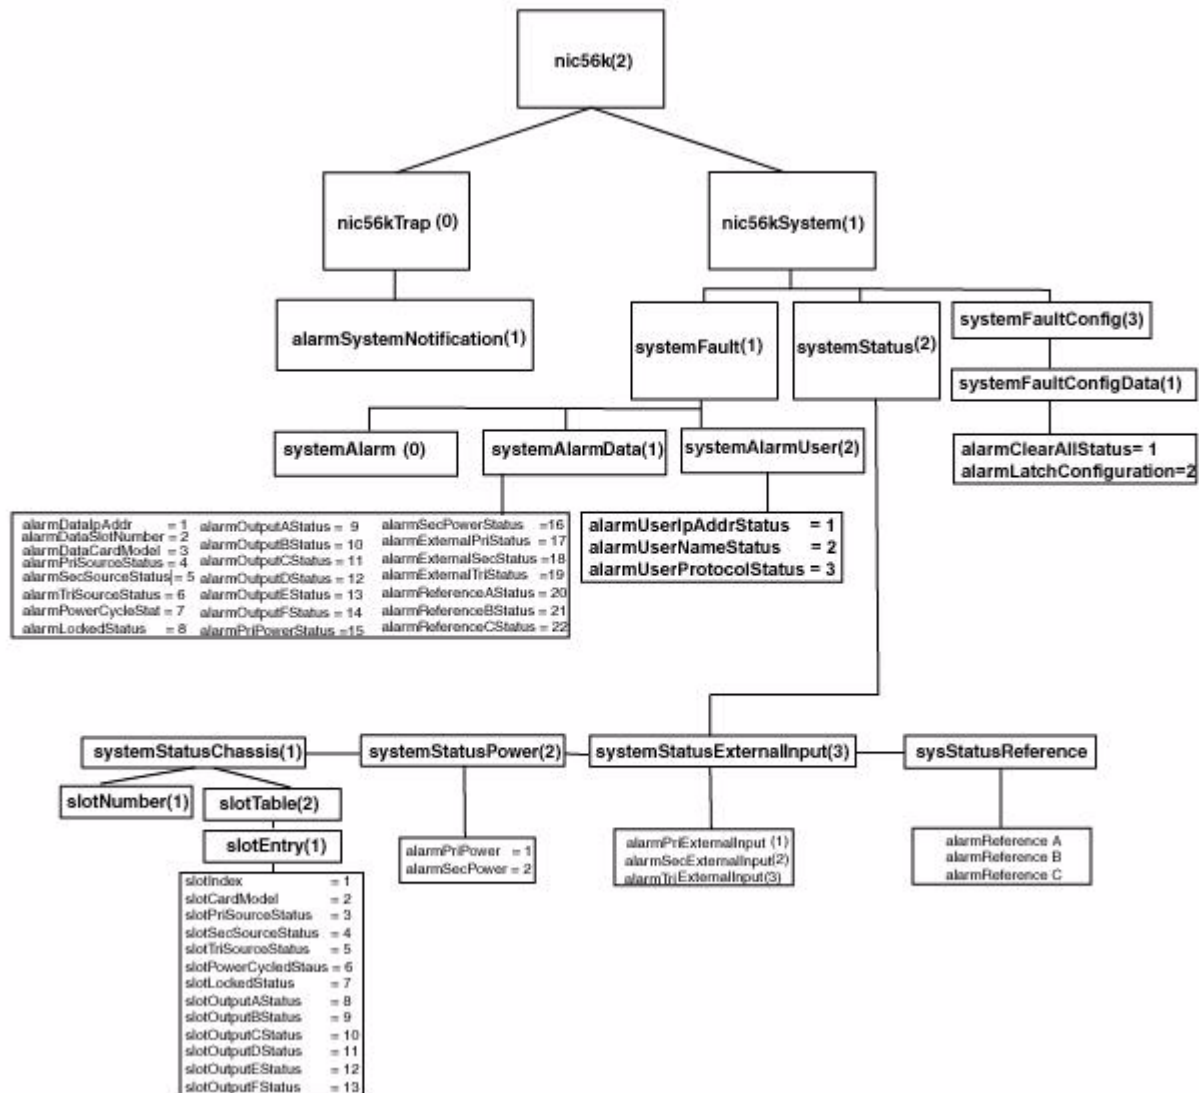 nic56k(2)
nic56kTrap (0)
nic56kSystem(1)
alarmSystemNotification(1)
systemFault(1)
systemStatus(2)
systemFaultConfig(3)
systemFaultConfigData(1)
alarmClearAllStatus= 1
alarmLatchConfiguration=2
systemAlarm (0)
systemAlarmData(1)
systemAlarmUser(2)
alarmDataIpAddr = 1
alarmDataSlotNumber = 2
alarmDataCardModel = 3
alarmPriSourceStatus = 4
alarmSecSourceStatus = 5
alarmTriSourceStatus = 6
alarmPowerCycleStat = 7
alarmLockedStatus = 8
alarmOutputAStatus = 9
alarmOutputBStatus = 10
alarmOutputCStatus = 11
alarmOutputDStatus = 12
alarmOutputEStatus = 13
alarmOutputFStatus = 14
alarmPriPowerStatus =15
alarmSecPowerStatus =16
alarmExternalPriStatus = 17
alarmExternalSecStatus =18
alarmExternalTriStatus =19
alarmReferenceAStatus = 20
alarmReferenceBStatus = 21
alarmReferenceCStatus= 22
alarmUserIpAddrStatus = 1
alarmUserNameStatus = 2
alarmUserProtocolStatus = 3
systemStatusChassis(1)
systemStatusPower(2)
systemStatusExternalInput(3)
sysStatusReference
slotNumber(1)
slotTable(2)
slotEntry(1)
alarmPriPower = 1
alarmSecPower = 2
alarmPriExternalInput (1)
alarmSecExternalInput(2)
alarmTriExternalInput(3)
alarmReference A
alarmReference B
alarmReference C
slotIndex = 1
slotCardModel = 2
slotPriSourceStatus = 3
slotSecSourceStatus = 4
slotTriSourceStatus = 5
slotPowerCycledStaus = 6
slotLockedStatus = 7
slotOutputAStatus = 8
slotOutputBStatus = 9
slotOutputCStatus = 10
slotOutputDStatus = 11
slotOutputEStatus = 12
slotOutputFStatus = 13